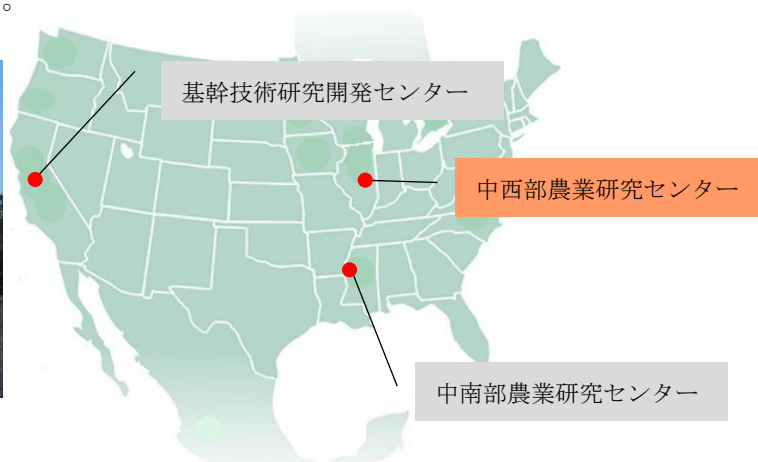 。
基幹技術研究開発センター
中西部農業研究センター
中南部農業研究センター